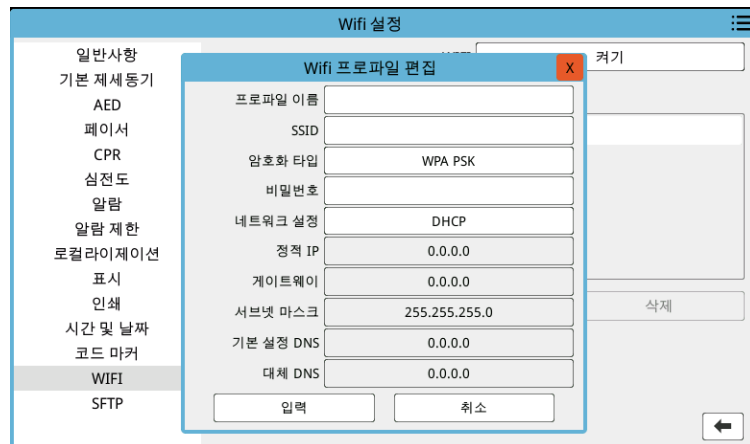 Wifi 설정
일반사항
기본 제세동기
AED
페이서
CPR
심전도
알람
알람 제한
로컬라이제이션
표시
인쇄
시간 및 날짜
코드 마커
WIFI
SFTP
켜기
Wifi 프로파일 편집
X
프로파일 이름
SSID
암호화 타입 WPA PSK
비밀번호
네트워크 설정 DHCP
정적 IP 0.0.0.0
게이트웨이 0.0.0.0
서브넷 마스크 255.255.255.0
기본 설정 DNS 0.0.0.0
대체 DNS 0.0.0.0
입력 취소
삭제